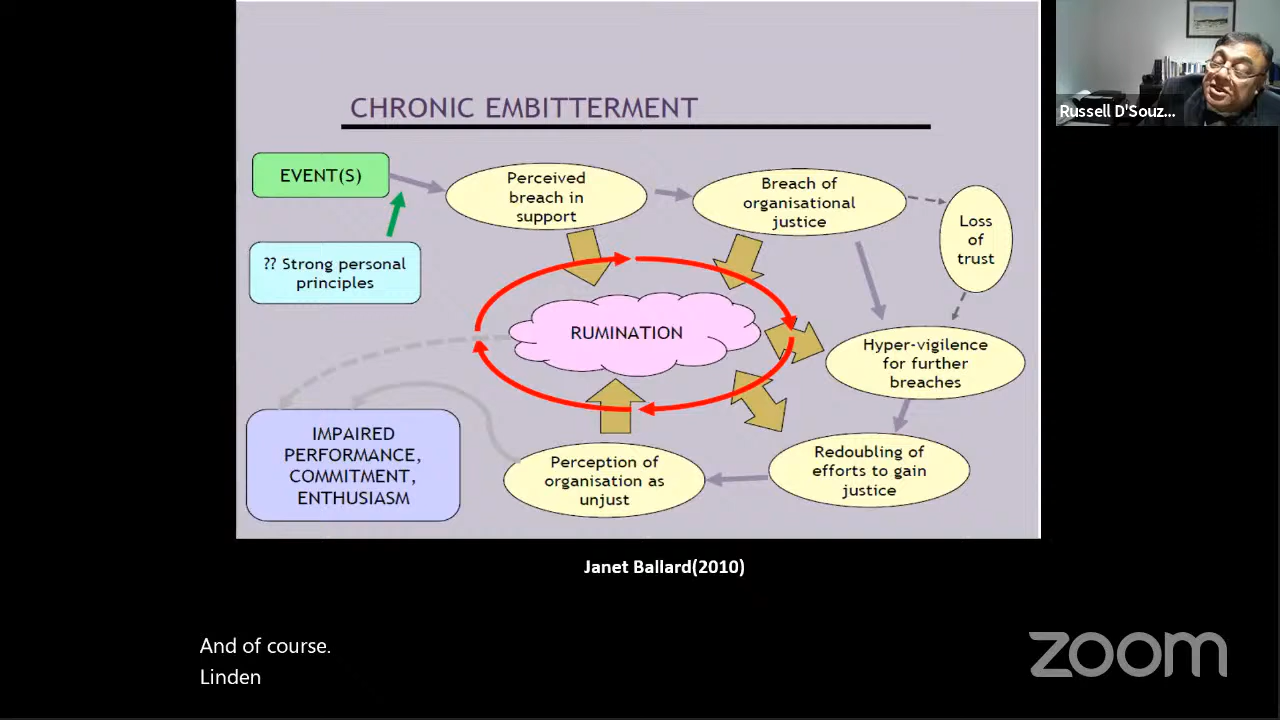 CHRONIC EMBITTERMENT
Russell D'Souz...
EVENT(S)
Perceived
breach in
support
Breach of
organisational
justice
Loss
of
trust
?? Strong personal
principles
RUMINATION
Hyper-vigilence
for further
breaches
IMPAIRED
PERFORMANCE,
COMMITMENT,
ENTHUSIASM
Perception of
organisation as
unjust
Redoubling of
efforts to gain
justice
Janet Ballard(2010)
And of course.
Linden
zoom